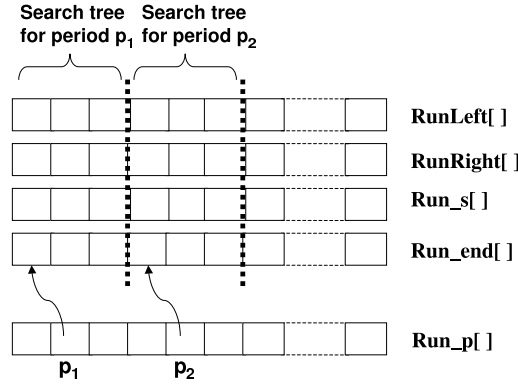 Search tree for period p1
Search tree for period p2
RunLeft[ ]
RunRight[ ]
Run_s[ ]
Run_end[ ]
Run_p[ ]
p1
p2